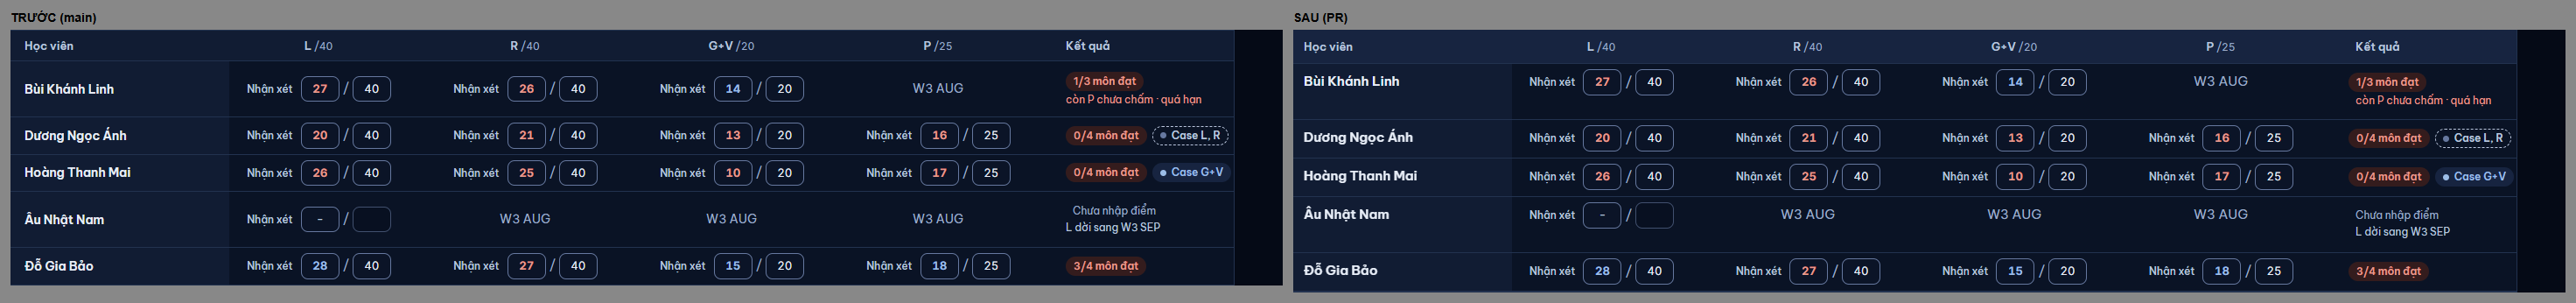 TRƯỚC (main)
Học viên L /40 R /40 G+V /20 P /25 Kết quả
Bùi Khánh Linh Nhận xét 27 / 40 Nhận xét 26 / 40 Nhận xét 14 / 20 W3 AUG 1/3 môn đạt
còn P chưa chấm · quá hạn
Dương Ngọc Ánh Nhận xét 20 / 40 Nhận xét 21 / 40 Nhận xét 13 / 20 Nhận xét 16 / 25 0/4 môn đạt Case L, R
Hoàng Thanh Mai Nhận xét 26 / 40 Nhận xét 25 / 40 Nhận xét 10 / 20 Nhận xét 17 / 25 0/4 môn đạt Case G+V
Âu Nhật Nam Nhận xét - / W3 AUG W3 AUG W3 AUG Chưa nhập điểm
L dời sang W3 SEP
Đỗ Gia Bảo Nhận xét 28 / 40 Nhận xét 27 / 40 Nhận xét 15 / 20 Nhận xét 18 / 25 3/4 môn đạt
SAU (PR)
Học viên L /40 R /40 G+V /20 P /25 Kết quả
Bùi Khánh Linh Nhận xét 27 / 40 Nhận xét 26 / 40 Nhận xét 14 / 20 W3 AUG 1/3 môn đạt
còn P chưa chấm · quá hạn
Dương Ngọc Ánh Nhận xét 20 / 40 Nhận xét 21 / 40 Nhận xét 13 / 20 Nhận xét 16 / 25 0/4 môn đạt Case L, R
Hoàng Thanh Mai Nhận xét 26 / 40 Nhận xét 25 / 40 Nhận xét 10 / 20 Nhận xét 17 / 25 0/4 môn đạt Case G+V
Âu Nhật Nam Nhận xét - / W3 AUG W3 AUG W3 AUG Chưa nhập điểm
L dời sang W3 SEP
Đỗ Gia Bảo Nhận xét 28 / 40 Nhận xét 27 / 40 Nhận xét 15 / 20 Nhận xét 18 / 25 3/4 môn đạt